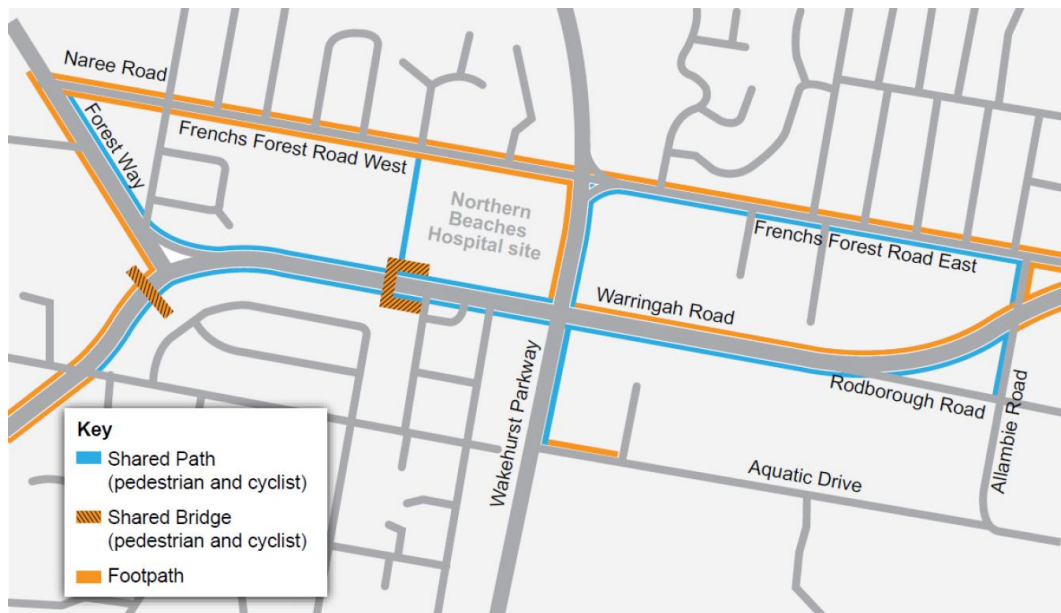 Naree Road
Forest Way
Frenchs Forest Road West
Northern
Beaches
Hospital site
Frenchs Forest Road East
Warringah Road
Wakehurst Parkway
Rodborough Road
Allambie Road
Aquatic Drive
Key
Shared Path
(pedestrian and cyclist)
Shared Bridge
(pedestrian and cyclist)
Footpath